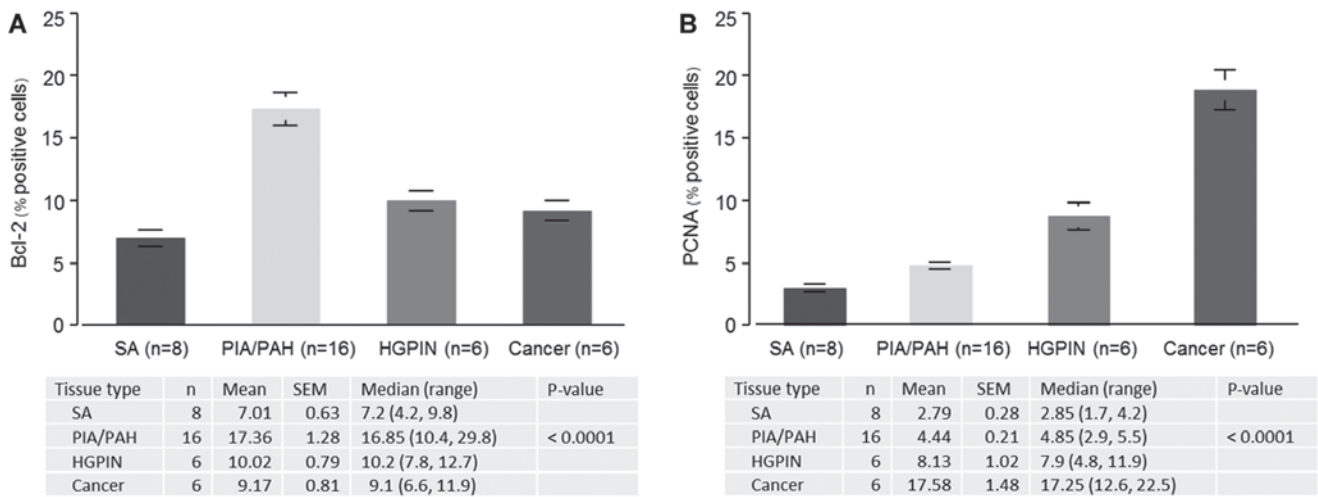 A
Bcl-2 (% positive cells)
25
20
15
10
5
0
SA (n=8) PIA/PAH (n=16) HGPIN (n=6) Cancer (n=6)
Tissue type n Mean SEM Median (range) P-value
SA 8 7.01 0.63 7.2 (4.2, 9.8)
PIA/PAH 16 17.36 1.28 16.85 (10.4, 29.8) < 0.0001
HGPIN 6 10.02 0.79 10.2 (7.8, 12.7)
Cancer 6 9.17 0.81 9.1 (6.6, 11.9)
B
PCNA (% positive cells)
25
20
15
10
5
0
SA (n=8) PIA/PAH (n=16) HGPIN (n=6) Cancer (n=6)
Tissue type n Mean SEM Median (range) P-value
SA 8 2.79 0.28 2.85 (1.7, 4.2)
PIA/PAH 16 4.44 0.21 4.85 (2.9, 5.5) < 0.0001
HGPIN 6 8.13 1.02 7.9 (4.8, 11.9)
Cancer 6 17.58 1.48 17.25 (12.6, 22.5)